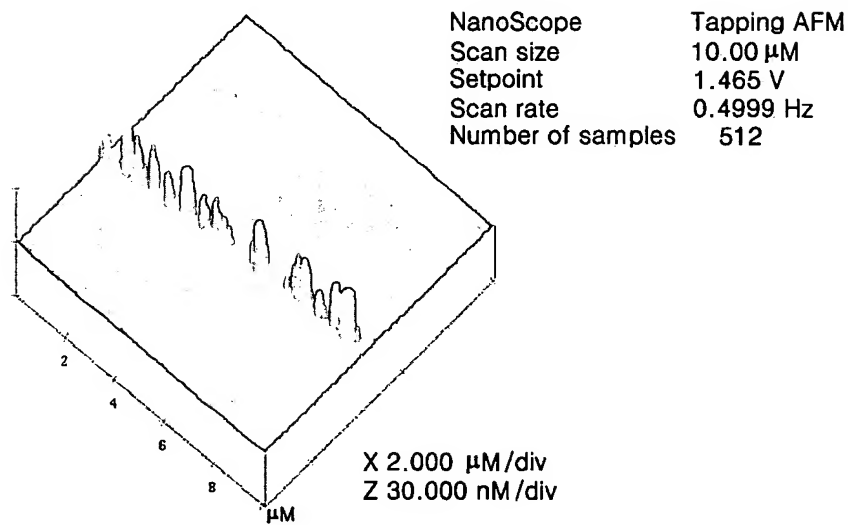 NanoScope Tapping AFM
Scan size 10.00 μM
Setpoint 1.465 V
Scan rate 0.4999 Hz
Number of samples 512
2
4
6
8
μM
X 2.000 μM/div
Z 30.000 nM/div